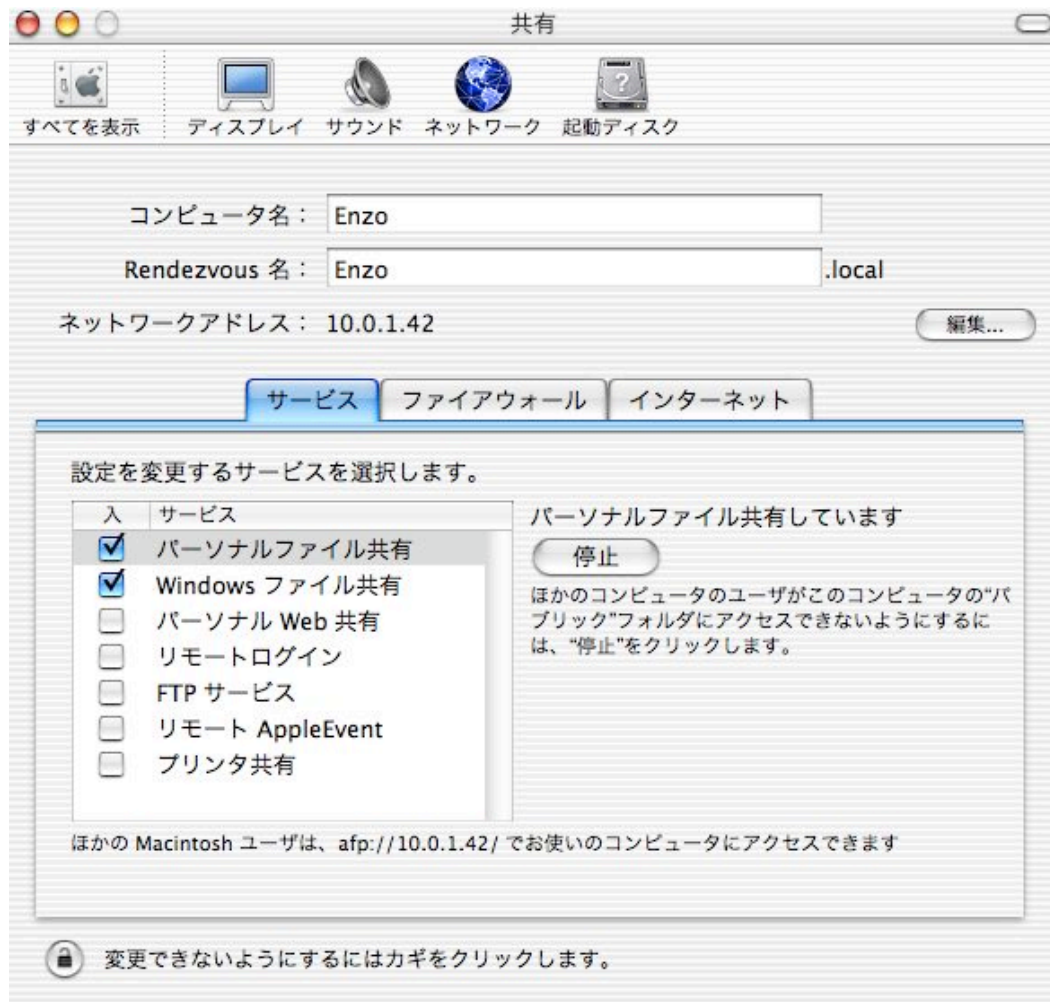 共有
すべてを表示
ディスプレイ
サウンド
ネットワーク
起動ディスク
コンピュータ名：
Enzo
Rendezvous 名：
Enzo
.local
ネットワークアドレス：
10.0.1.42
編集...
サービス
ファイアウォール
インターネット
設定を変更するサービスを選択します。
入
サービス
パーソナルファイル共有
Windows ファイル共有
パーソナル Web 共有
リモートログイン
FTP サービス
リモート AppleEvent
プリンタ共有
パーソナルファイル共有しています
停止
ほかのコンピュータのユーザがこのコンピュータの“パ
ブリック”フォルダにアクセスできないようにするに
は、“停止”をクリックします。
ほかの Macintosh ユーザは、afp://10.0.1.42/ でお使いのコンピュータにアクセスできます
変更できないようにするにはカギをクリックします。